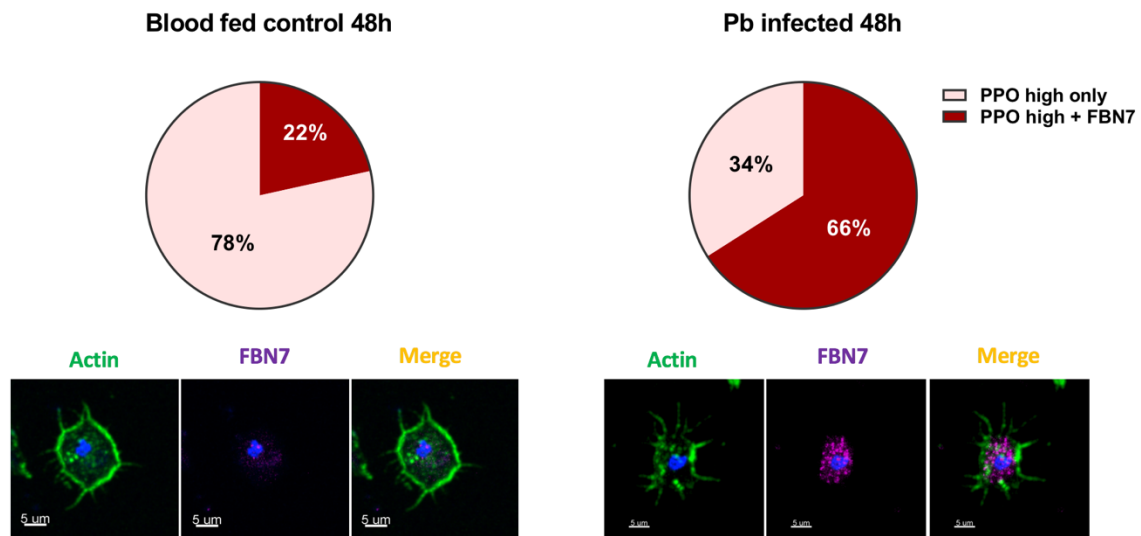 Blood fed control 48h
Pb infected 48h
22%
78%
34%
66%
PPO high only
PPO high + FBN7
Actin FBN7 Merge
Actin FBN7 Merge
5 um 5 um 5 um
5 um 5 um 5 um